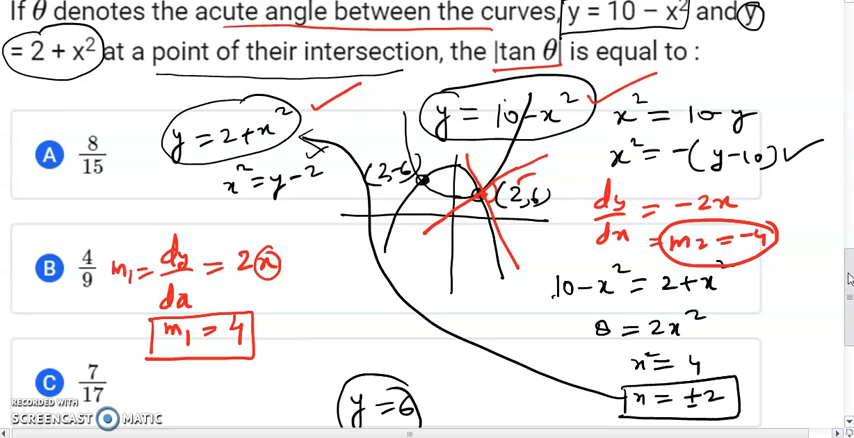 If θ denotes the acute angle between the curves, y = 10 − x² and y
= 2 + x² at a point of their intersection, the |tan θ| is equal to :
y = 2+x²
x² = y−2
y = 10−x²
x² = 10 y
x² = −(y−10)
(2,−6)
(2,6)
dy/dx = −2x
= m₂ = −4
A 8/15
B 4/9
m₁ = dy/dx = 2x
m₁ = 4
10−x² = 2+x²
8 = 2x²
x² = 4
x = ±2
C 7/17
y = 6
RECORDED WITH
SCREENCAST MATIC